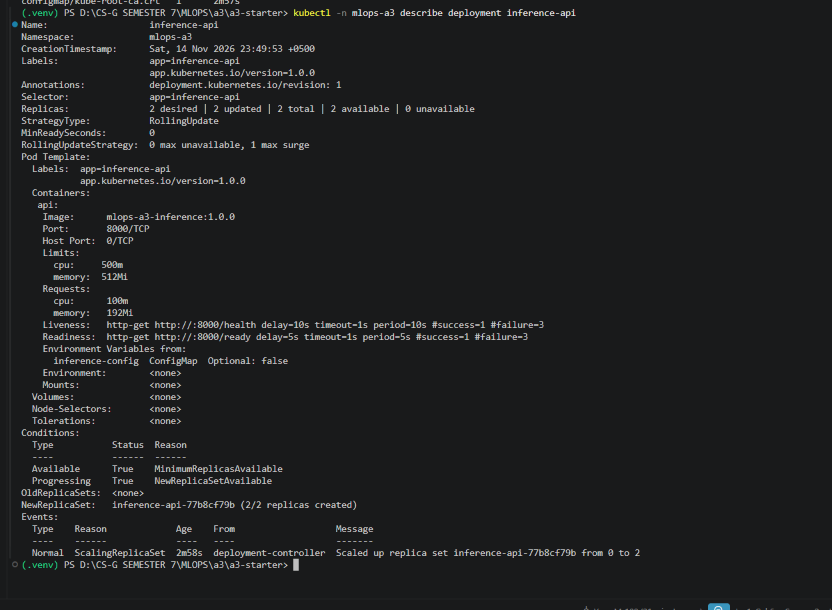 configmap/kube-root-ca.crt   1      2m57s
(.venv) PS D:\CS-G SEMESTER 7\MLOPS\a3\a3-starter> kubectl -n mlops-a3 describe deployment inference-api
Name:                   inference-api
Namespace:              mlops-a3
CreationTimestamp:      Sat, 14 Nov 2026 23:49:53 +0500
Labels:                 app=inference-api
                        app.kubernetes.io/version=1.0.0
Annotations:            deployment.kubernetes.io/revision: 1
Selector:               app=inference-api
Replicas:               2 desired | 2 updated | 2 total | 2 available | 0 unavailable
StrategyType:           RollingUpdate
MinReadySeconds:        0
RollingUpdateStrategy:  0 max unavailable, 1 max surge
Pod Template:
  Labels:  app=inference-api
           app.kubernetes.io/version=1.0.0
  Containers:
   api:
    Image:      mlops-a3-inference:1.0.0
    Port:       8000/TCP
    Host Port:  0/TCP
    Limits:
      cpu:     500m
      memory:  512Mi
    Requests:
      cpu:      100m
      memory:   192Mi
    Liveness:   http-get http://:8000/health delay=10s timeout=1s period=10s #success=1 #failure=3
    Readiness:  http-get http://:8000/ready delay=5s timeout=1s period=5s #success=1 #failure=3
    Environment Variables from:
      inference-config  ConfigMap  Optional: false
    Environment:        <none>
    Mounts:             <none>
  Volumes:              <none>
  Node-Selectors:       <none>
  Tolerations:          <none>
Conditions:
  Type           Status  Reason
  ----           ------  ------
  Available      True    MinimumReplicasAvailable
  Progressing    True    NewReplicaSetAvailable
OldReplicaSets:  <none>
NewReplicaSet:   inference-api-77b8cf79b (2/2 replicas created)
Events:
  Type    Reason             Age    From                   Message
  ----    ------             ----   ----                   -------
  Normal  ScalingReplicaSet  2m58s  deployment-controller  Scaled up replica set inference-api-77b8cf79b from 0 to 2
(.venv) PS D:\CS-G SEMESTER 7\MLOPS\a3\a3-starter>